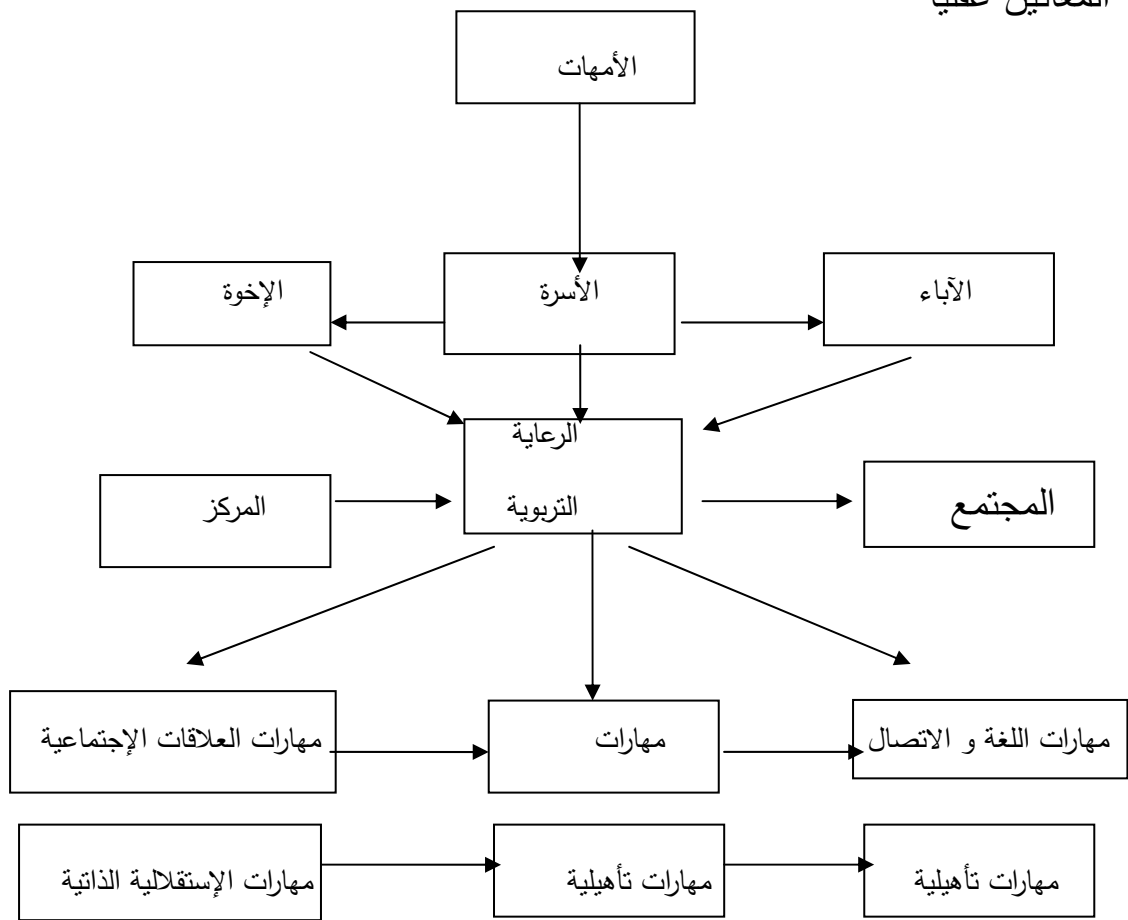 الأمهات
الآباء
الأسرة
الإخوة
الرعاية
التربوية
المجتمع
المركز
مهارات اللغة و الاتصال
مهارات
مهارات العلاقات الإجتماعية
مهارات تأهيلية
مهارات تأهيلية
مهارات الإستقلالية الذاتية